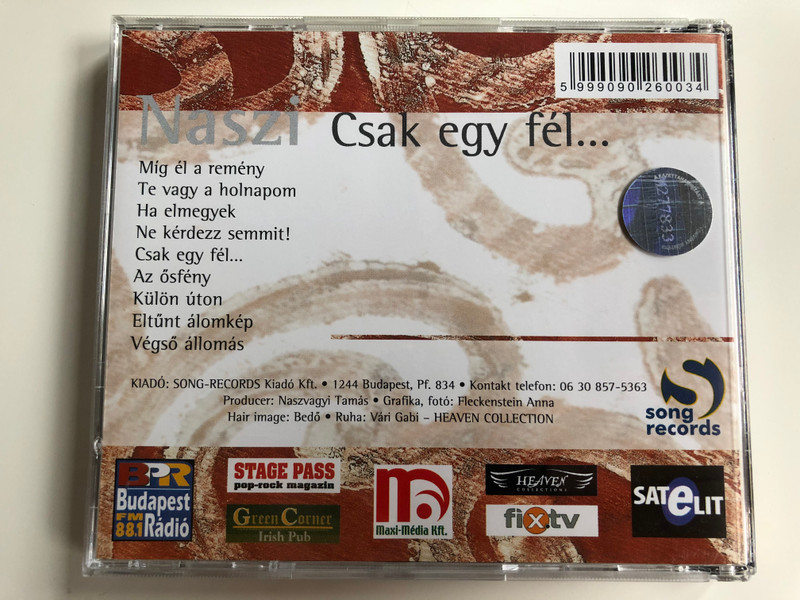 5 999090 260034
Naszi Csak egy fél...
Míg él a remény
Te vagy a holnapom
Ha elmegyek
Ne kérdezz semmit!
Csak egy fél...
Az ősfény
Külön úton
Eltűnt álomkép
Végső állomás
277833
KIADÓ: SONG-RECORDS Kiadó Kft. • 1244 Budapest, Pf. 834 • Kontakt telefon: 06 30 857-5363
Producer: Naszvagyi Tamás • Grafika, fotó: Fleckenstein Anna
Hair image: Bedő • Ruha: Vári Gabi – HEAVEN COLLECTION
song
records
BPR
Budapest
FM
88.1 Rádió
STAGE PASS
pop-rock magazin
Green Corner
Irish Pub
Maxi-Média Kft.
HEAVEN
COLLECTIONS
fixtv
SATELIT